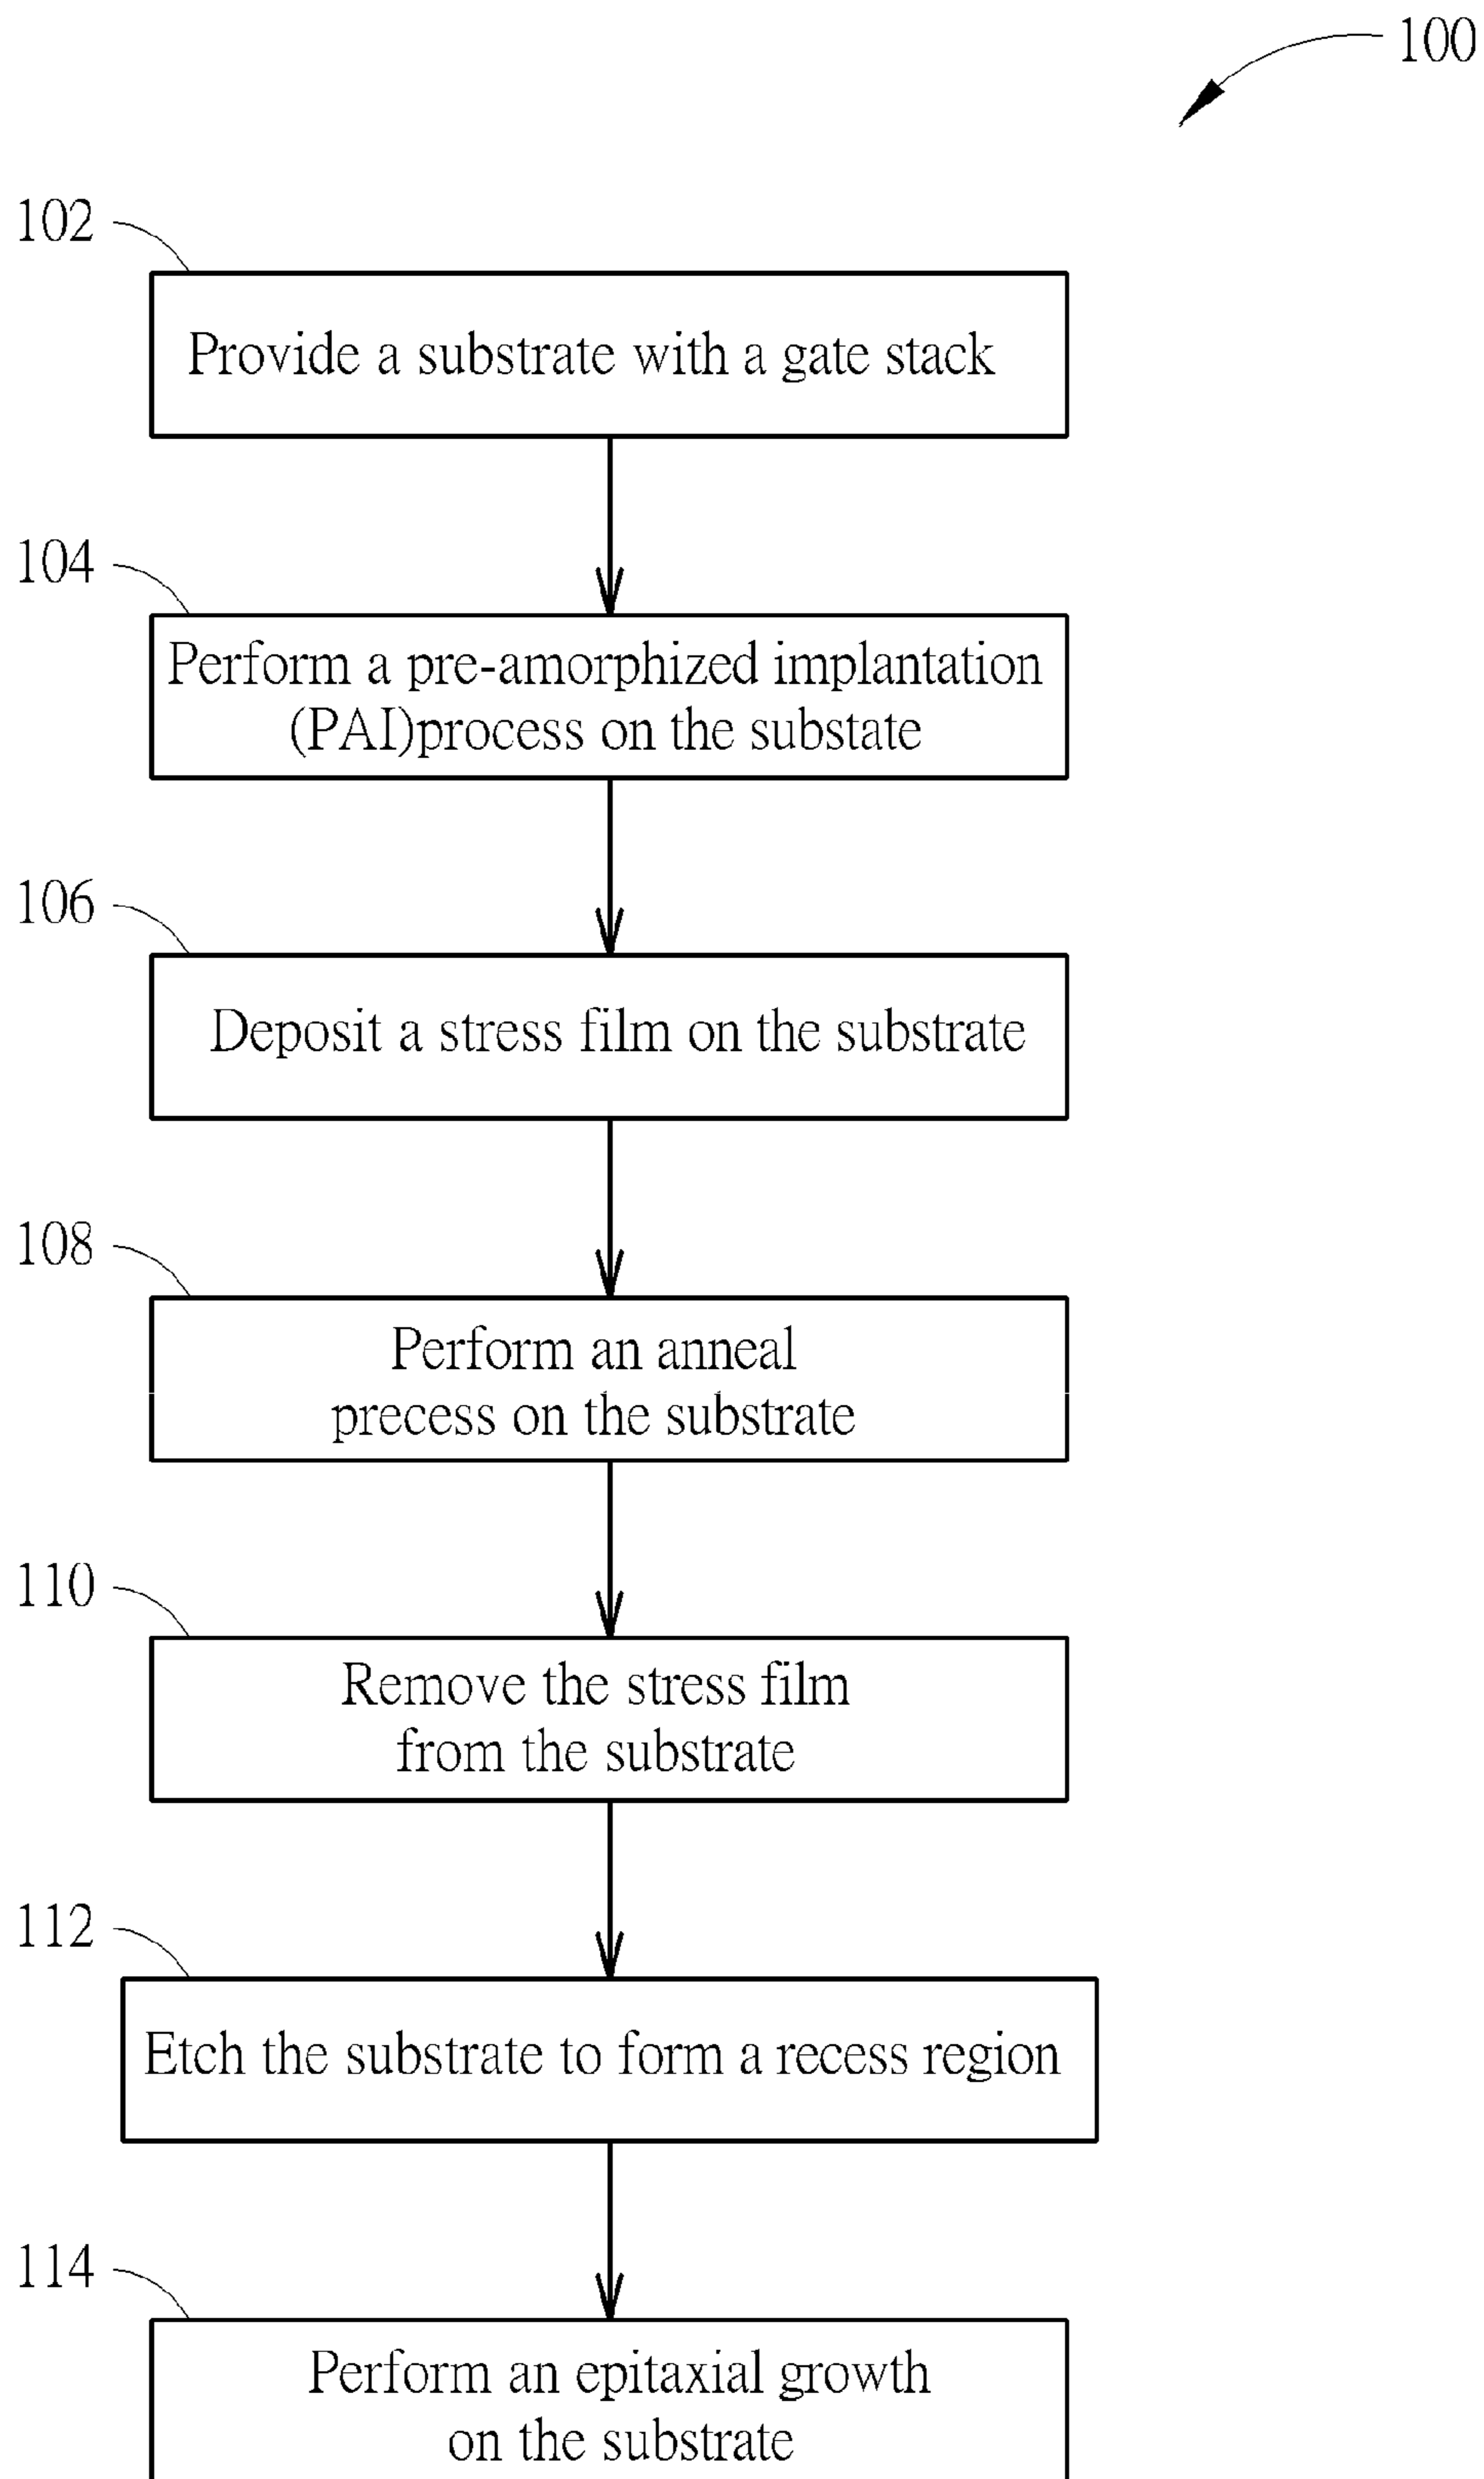 100
102
Provide a substrate with a gate stack
104
Perform a pre-amorphized implantation
(PAI)process on the substate
106
Deposit a stress film on the substrate
108
Perform an anneal
precess on the substrate
110
Remove the stress film
from the substrate
112
Etch the substrate to form a recess region
114
Perform an epitaxial growth
on the substrate